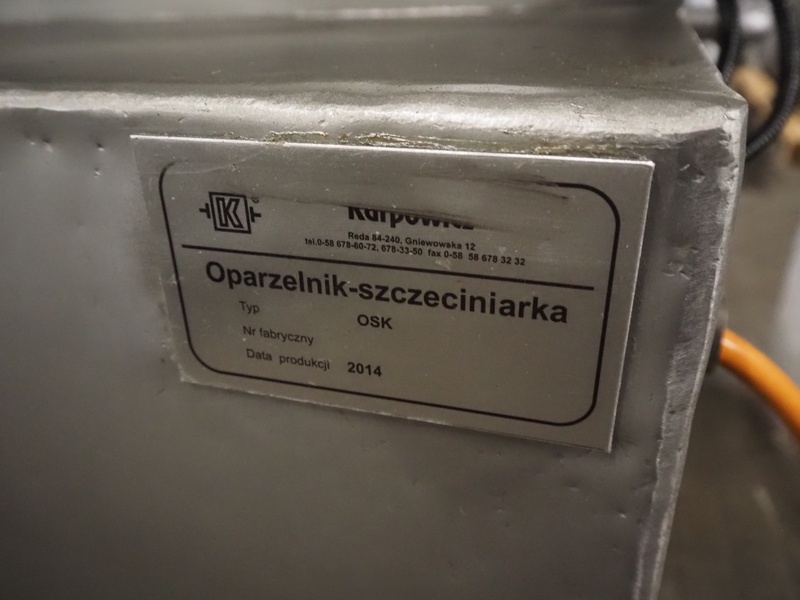 K
Karpowicz
Reda 84-240, Gniewowska 12
tel.0-58 678-60-72, 678-33-50 fax 0-58 58 678 32 32
Oparzelnik-szczeciniarka
Typ OSK
Nr fabryczny
Data produkcji 2014